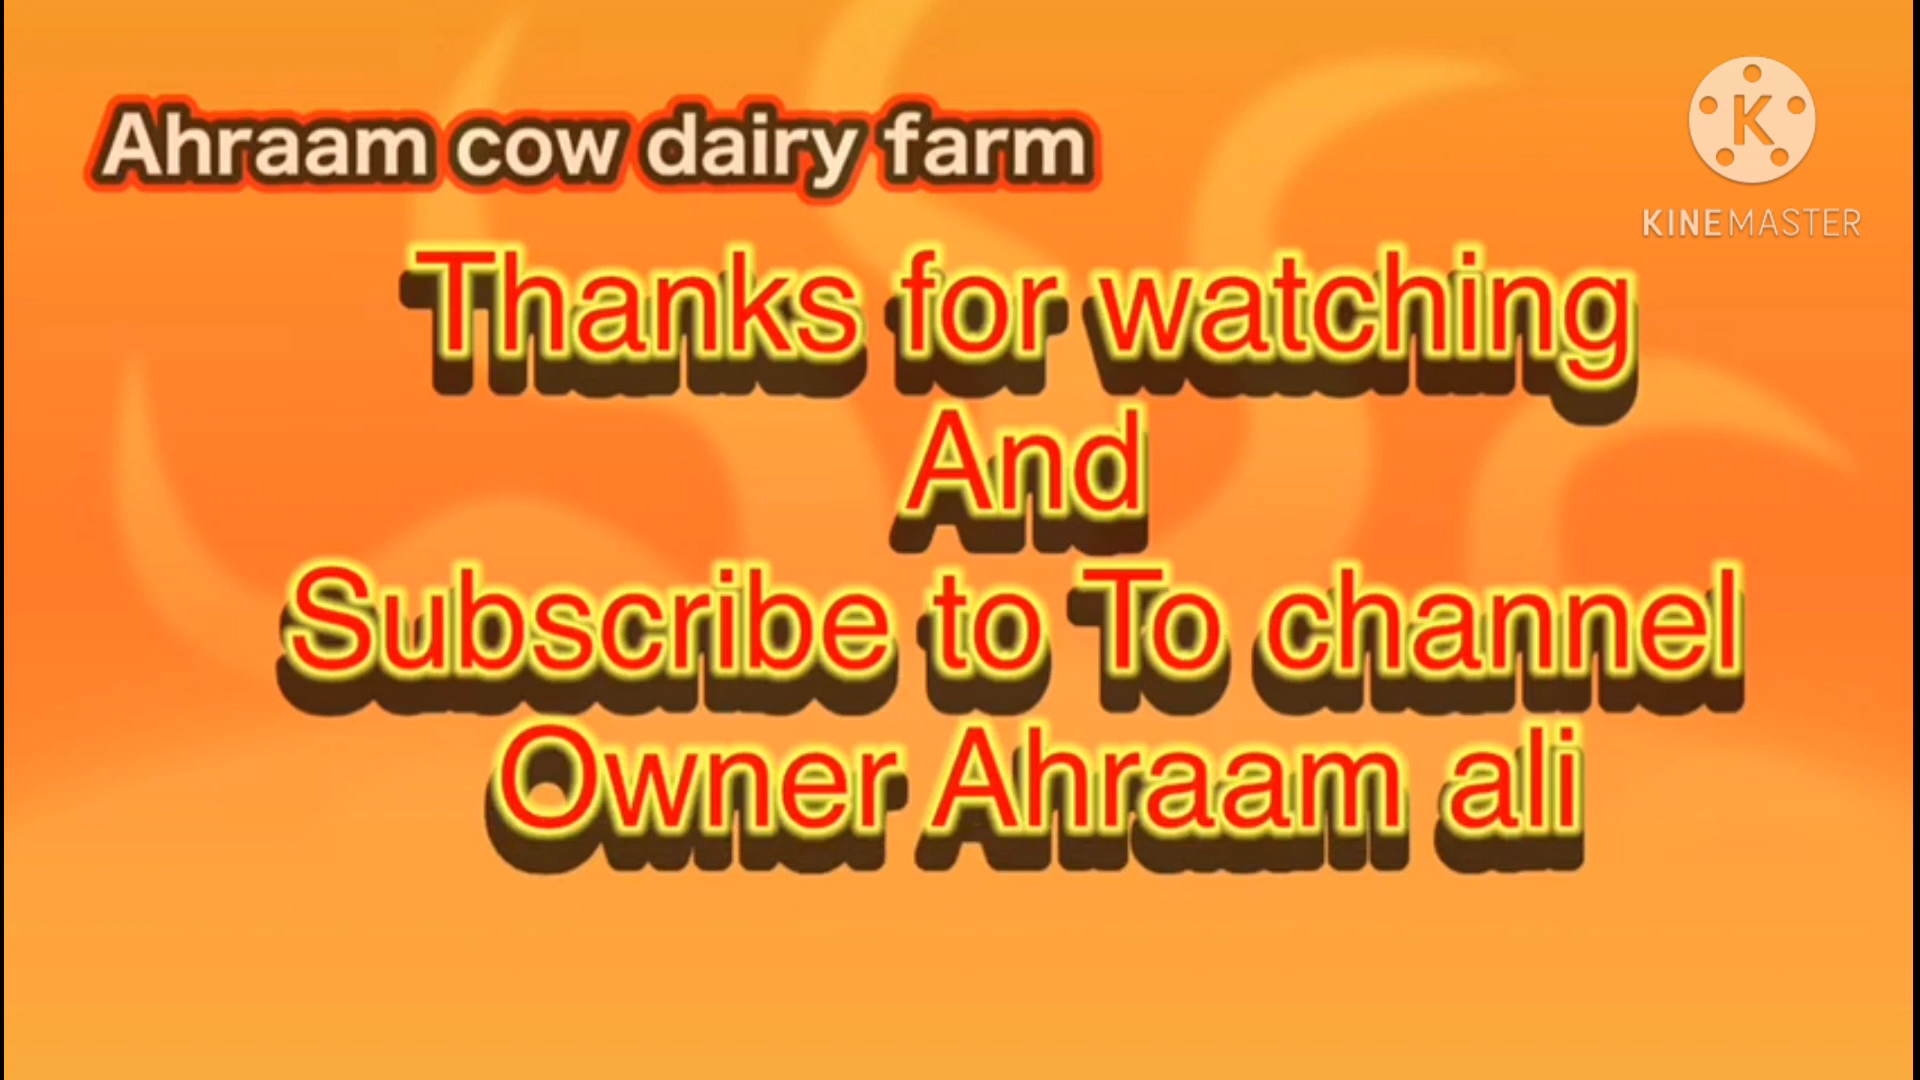 Ahraam cow dairy farm
K
KINEMASTER
Thanks for watching
And
Subscribe to To channel
Owner Ahraam ali